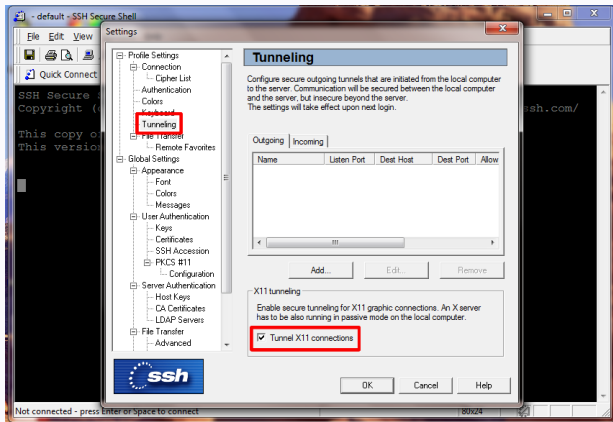 - default - SSH Secure Shell
File Edit View
Quick Connect
SSH Secure S
Copyright (
ssh.com/
This copy o
This version
Not connected - press Enter or Space to connect
80x24
Settings
Profile Settings
Connection
Cipher List
Authentication
Colors
Keyboard
Tunneling
File Transfer
Remote Favorites
Global Settings
Appearance
Font
Colors
Messages
User Authentication
Keys
Certificates
SSH Accession
PKCS #11
Configuration
Server Authentication
Host Keys
CA Certificates
LDAP Servers
File Transfer
Advanced
ssh
Tunneling
Configure secure outgoing tunnels that are initiated from the local computer
to the server. Communication will be secured between the local computer
and the server, but insecure beyond the server.
The settings will take effect upon next login.
Outgoing Incoming
Name Listen Port Dest Host Dest Port Allow
Add... Edit... Remove
X11 tunneling
Enable secure tunneling for X11 graphic connections. An X server
has to be also running in passive mode on the local computer.
Tunnel X11 connections
OK Cancel Help